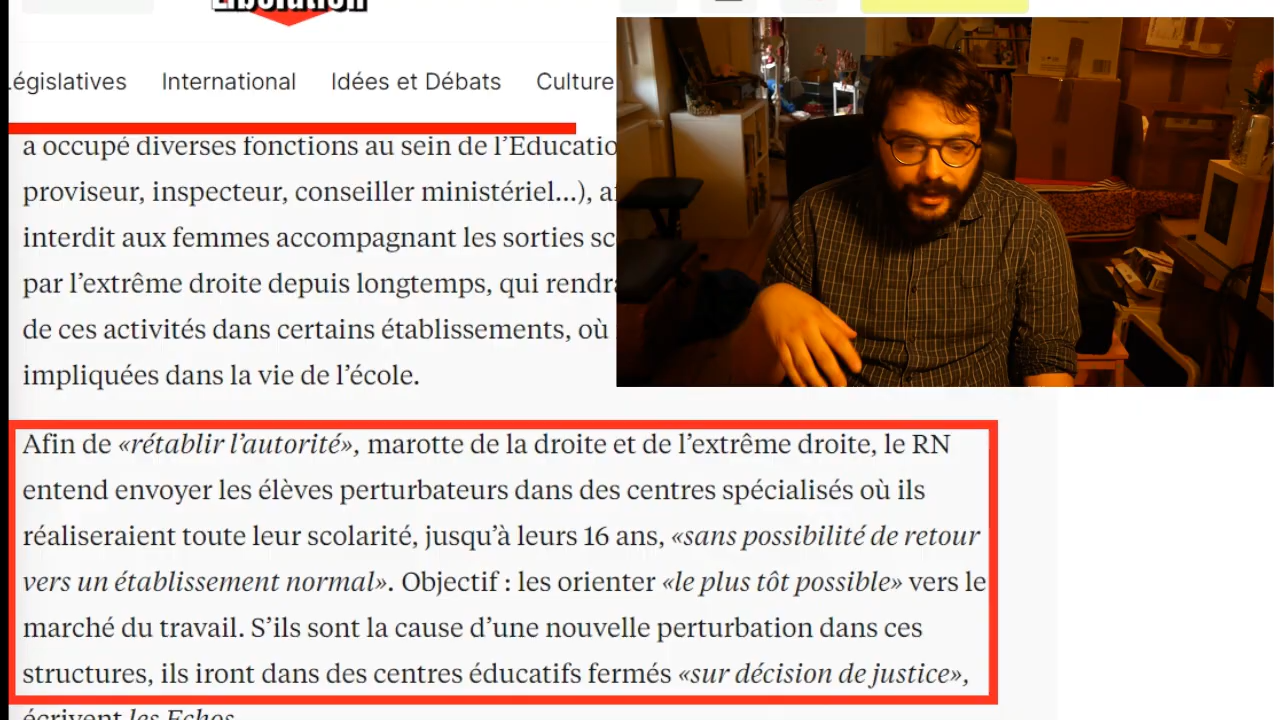 Libération
Législatives International Idées et Débats Culture
a occupé diverses fonctions au sein de l'Educatio
proviseur, inspecteur, conseiller ministériel…), a
interdit aux femmes accompagnant les sorties sc
par l'extrême droite depuis longtemps, qui rendra
de ces activités dans certains établissements, où
impliquées dans la vie de l'école.
Afin de «rétablir l'autorité», marotte de la droite et de l'extrême droite, le RN
entend envoyer les élèves perturbateurs dans des centres spécialisés où ils
réaliseraient toute leur scolarité, jusqu'à leurs 16 ans, «sans possibilité de retour
vers un établissement normal». Objectif : les orienter «le plus tôt possible» vers le
marché du travail. S'ils sont la cause d'une nouvelle perturbation dans ces
structures, ils iront dans des centres éducatifs fermés «sur décision de justice»,
écrivent les Echos.